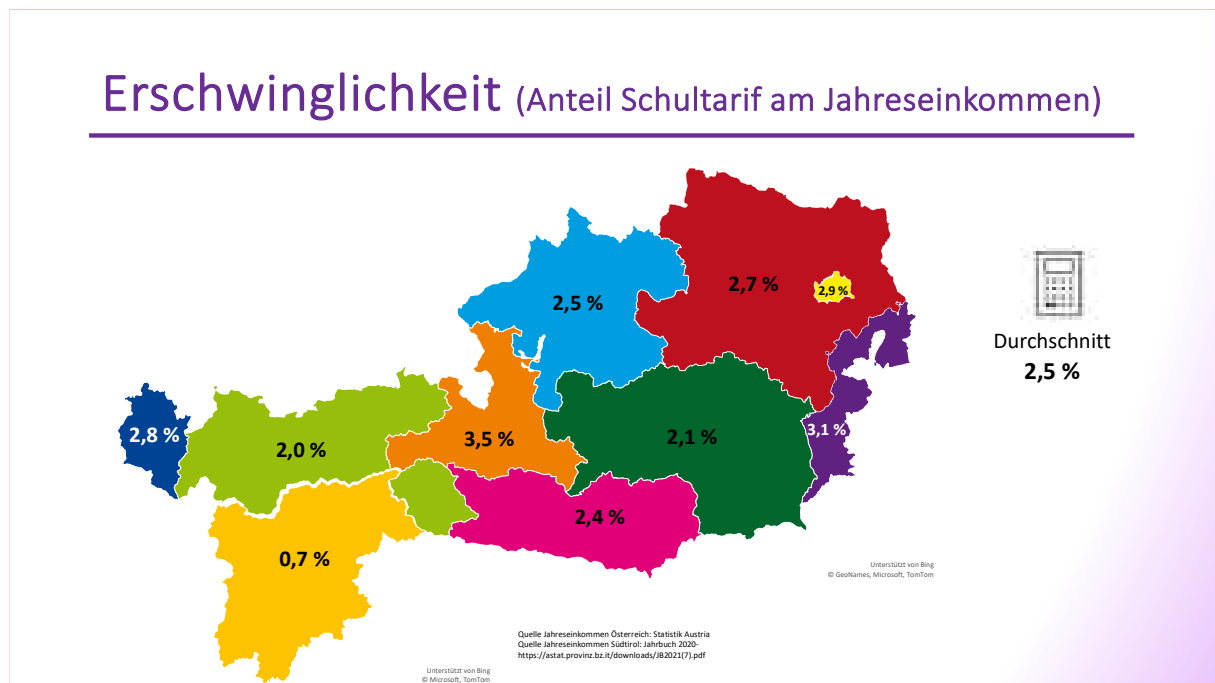 Erschwinglichkeit (Anteil Schultarif am Jahreseinkommen)
2,7 %
2,9 %
2,5 %
Durchschnitt
2,5 %
2,8 %
2,0 %
3,5 %
2,1 %
3,1 %
2,4 %
0,7 %
Unterstützt von Bing
© GeoNames, Microsoft, TomTom
Quelle Jahreseinkommen Österreich: Statistik Austria
Quelle Jahreseinkommen Südtirol: Jahrbuch 2020-
https://astat.provinz.bz.it/downloads/JB2021(7).pdf
Unterstützt von Bing
© Microsoft, TomTom